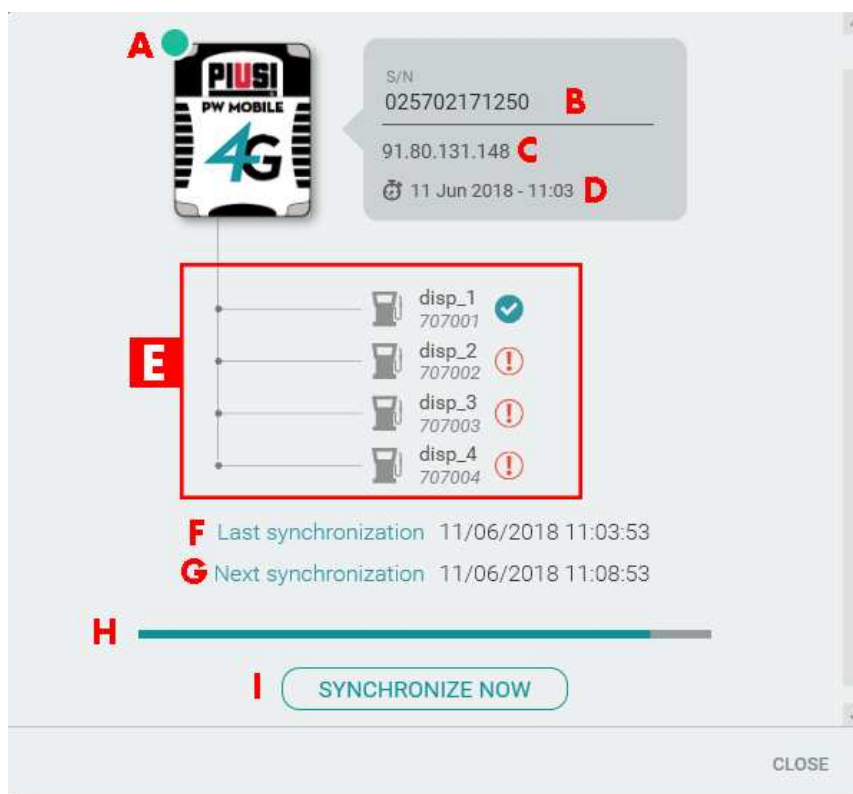 A
PIUSI
PW MOBILE
4G
S/N
025702171250 B
91.80.131.148 C
11 Jun 2018 - 11:03 D
E
disp_1
707001
disp_2
707002
disp_3
707003
disp_4
707004
F Last synchronization 11/06/2018 11:03:53
G Next synchronization 11/06/2018 11:08:53
H
I SYNCHRONIZE NOW
CLOSE